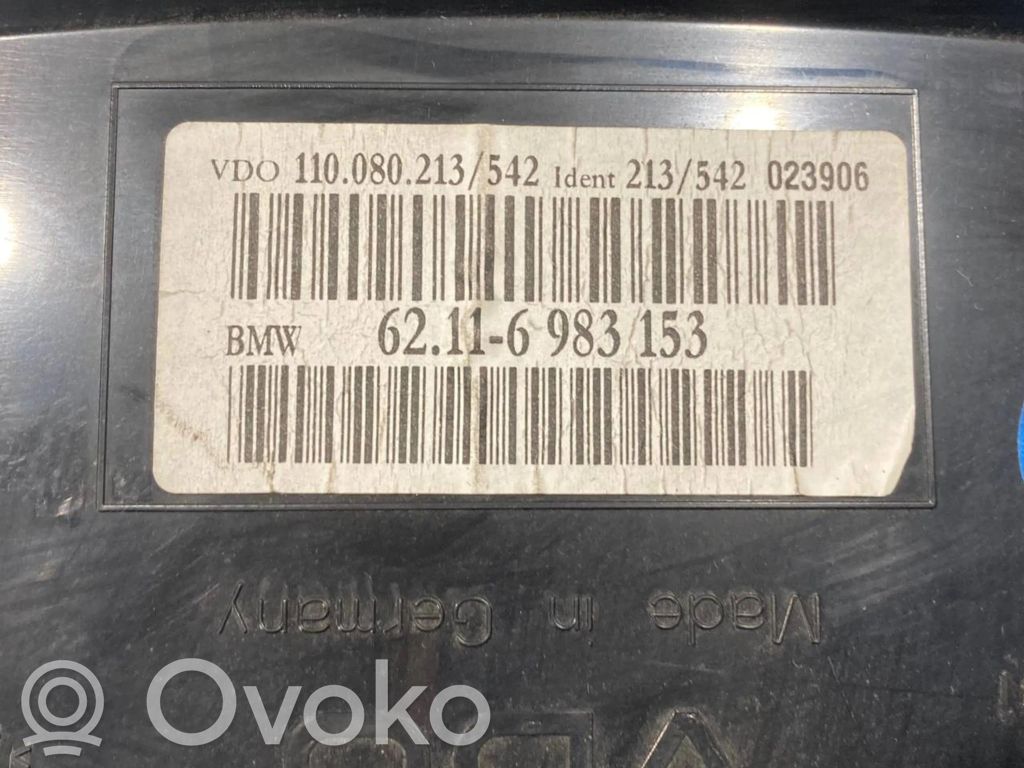 VDO 110.080.213/542 Ident 213/542 023906
BMW 62.11-6 983 153
Made in Germany
VDO
Ovoko